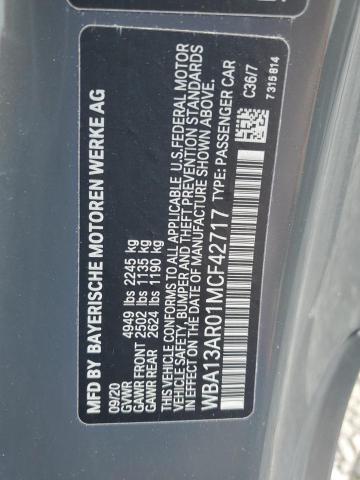 MFD BY BAYERISCHE MOTOREN WERKE AG
09/20
GVWR 4949 lbs 2245 kg
GAWR FRONT 2502 lbs 1135 kg
GAWR REAR 2624 lbs 1190 kg
THIS VEHICLE CONFORMS TO ALL APPLICABLE U.S. FEDERAL MOTOR
VEHICLE SAFETY, BUMPER AND THEFT PREVENTION STANDARDS
IN EFFECT ON DATE OF MANUFACTURE SHOWN ABOVE.
WBA13AR01MCF42717 TYPE: PASSENGER CAR
C36/7
7315814